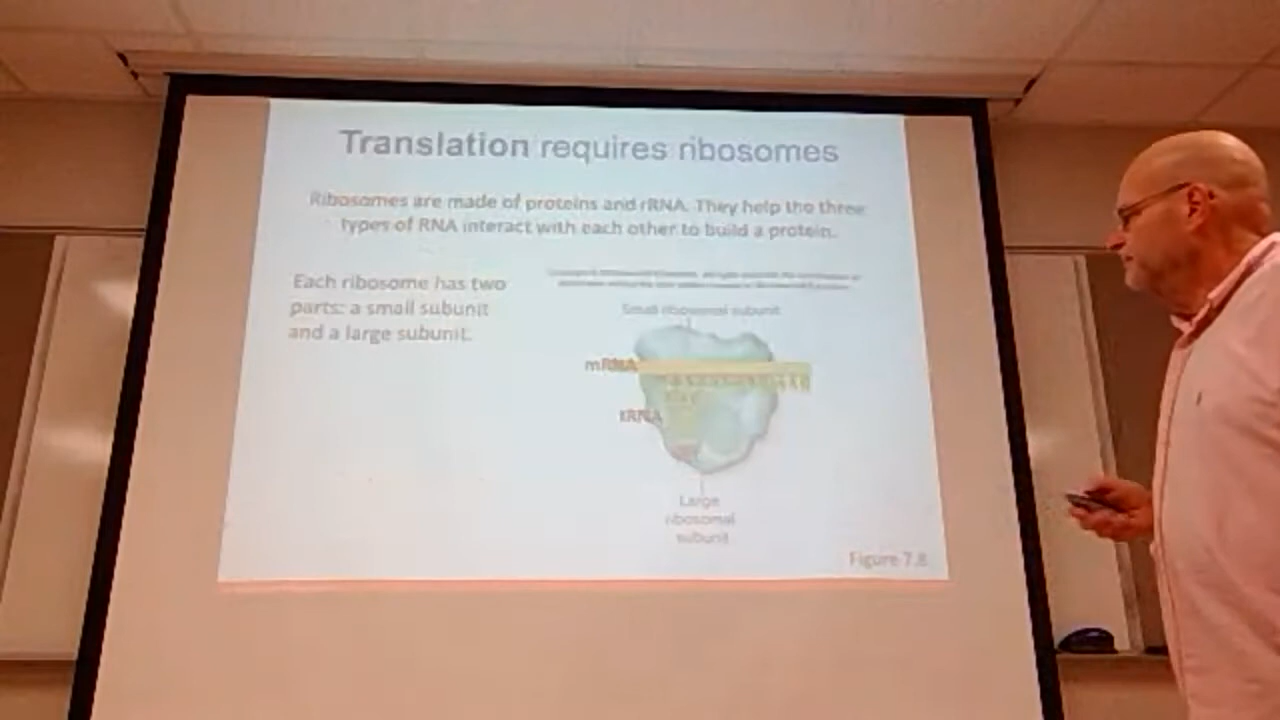 Translation requires ribosomes
Ribosomes are made of proteins and rRNA. They help the three
types of RNA interact with each other to build a protein.
Each ribosome has two
parts: a small subunit
and a large subunit.
Small ribosomal subunit
mRNA
tRNA
Large
ribosomal
subunit
Figure 7.8